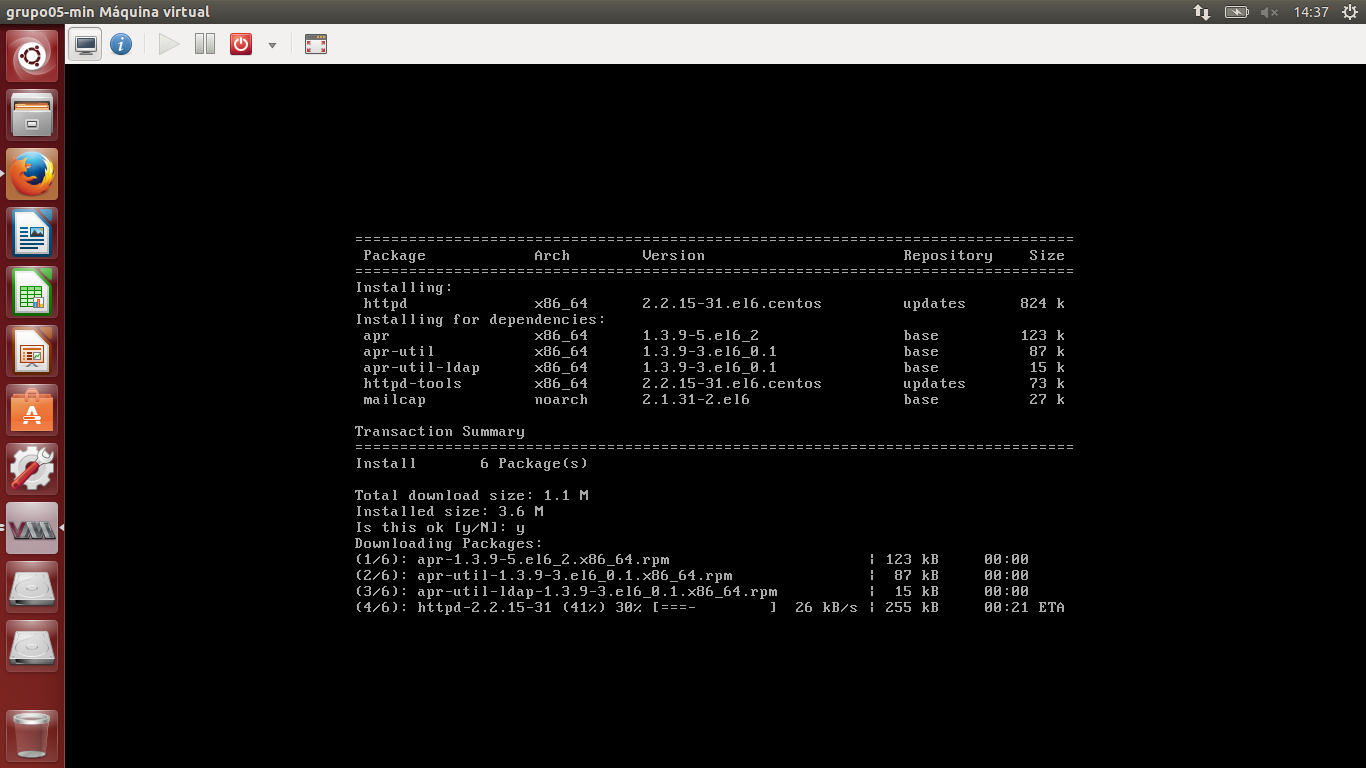 grupo05-min Máquina virtual
14:37
================================================================================
Package Arch Version Repository Size
================================================================================
Installing:
httpd x86_64 2.2.15-31.el6.centos updates 824 k
Installing for dependencies:
apr x86_64 1.3.9-5.el6_2 base 123 k
apr-util x86_64 1.3.9-3.el6_0.1 base 87 k
apr-util-ldap x86_64 1.3.9-3.el6_0.1 base 15 k
httpd-tools x86_64 2.2.15-31.el6.centos updates 73 k
mailcap noarch 2.1.31-2.el6 base 27 k
Transaction Summary
================================================================================
Install 6 Package(s)
Total download size: 1.1 M
Installed size: 3.6 M
Is this ok [y/N]: y
Downloading Packages:
(1/6): apr-1.3.9-5.el6_2.x86_64.rpm | 123 kB 00:00
(2/6): apr-util-1.3.9-3.el6_0.1.x86_64.rpm | 87 kB 00:00
(3/6): apr-util-ldap-1.3.9-3.el6_0.1.x86_64.rpm | 15 kB 00:00
(4/6): httpd-2.2.15-31 (41%) 30% [===- ] 26 kB/s | 255 kB 00:21 ETA